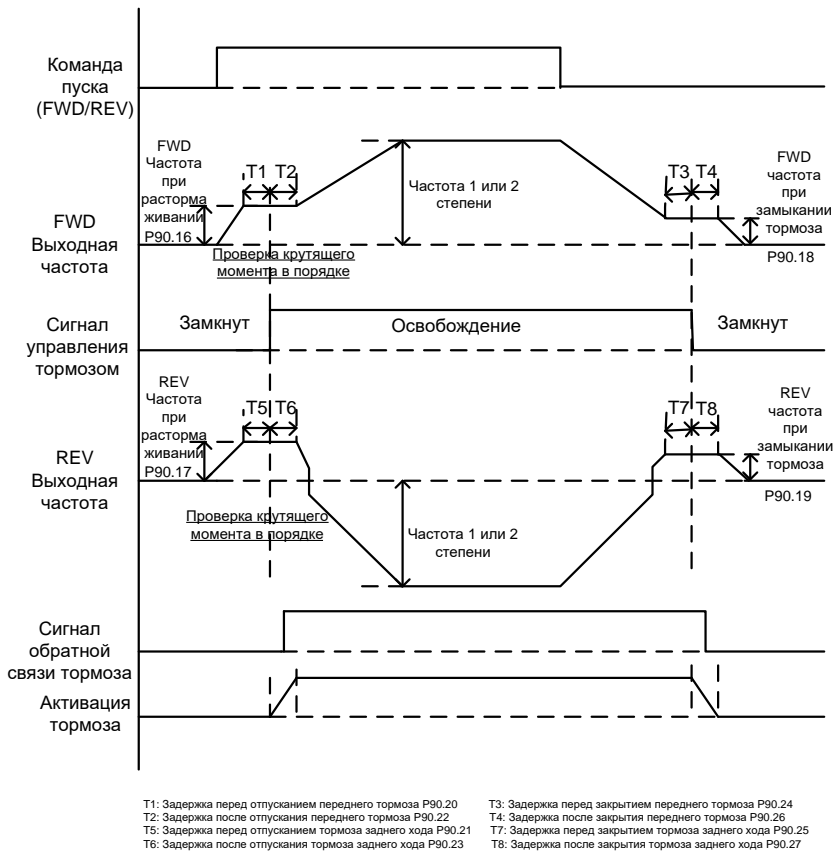 Команда
пуска
(FWD/REV)
FWD
Частота
при
расторма
живании
P90.16
T1
T2
T3
T4
FWD
частота
при
замыкании
тормоза
P90.18
FWD
Выходная
частота
Частота 1 или 2
степени
Проверка крутящего
момента в порядке
Сигнал
управления
тормозом
Замкнут
Освобождение
Замкнут
REV
Частота
при
расторма
живании
P90.17
T5
T6
T7
T8
REV
частота
при
замыкании
тормоза
P90.19
REV
Выходная
частота
Проверка крутящего
момента в порядке
Частота 1 или 2
степени
Сигнал
обратной
связи тормоза
Активация
тормоза
T1: Задержка перед отпусканием переднего тормоза P90.20
T2: Задержка после отпускания переднего тормоза P90.22
T5: Задержка перед отпусканием тормоза заднего хода P90.21
T6: Задержка после отпускания тормоза заднего хода P90.23
T3: Задержка перед закрытием переднего тормоза P90.24
T4: Задержка после закрытия переднего тормоза P90.26
T7: Задержка перед закрытием тормоза заднего хода P90.25
T8: Задержка после закрытия тормоза заднего хода P90.27